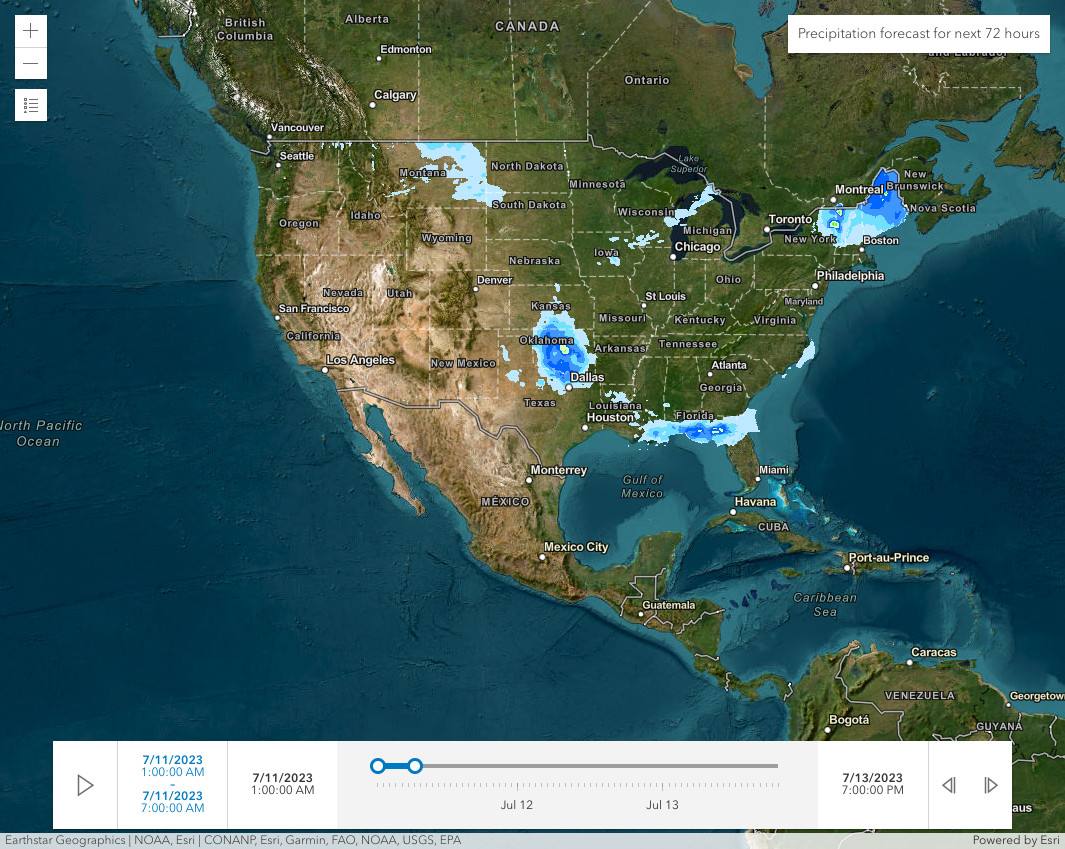 British
Columbia
Alberta
CANADA
Precipitation forecast for next 72 hours
and Labrador
Edmonton
Ontario
Calgary
Vancouver
Seattle
Lake
Superior
Montana
North Dakota
Minnesota
New
Brunswick
Montreal
South Dakota
Wisconsin
Nova Scotia
Oregon
Idaho
Toronto
Michigan
Wyoming
New York
Boston
Iowa
Chicago
Nebraska
Denver
Ohio
Philadelphia
Nevada
Utah
St Louis
Maryland
San Francisco
Kansas
Missouri
Kentucky
Virginia
California
Oklahoma
Arkansas
Tennessee
Los Angeles
New Mexico
Atlanta
Dallas
Georgia
Texas
Louisiana
Houston
Florida
North Pacific
Ocean
Monterrey
Miami
Gulf of
Mexico
MÉXICO
Havana
CUBA
Mexico City
Port-au-Prince
Caribbean
Sea
Guatemala
Caracas
VENEZUELA
Georgetown
Bogotá
GUYANA
7/11/2023
1:00:00 AM
-
7/11/2023
7:00:00 AM
7/11/2023
1:00:00 AM
Jul 12
Jul 13
7/13/2023
7:00:00 PM
aus
Earthstar Geographics | NOAA, Esri | CONANP, Esri, Garmin, FAO, NOAA, USGS, EPA
Powered by Esri